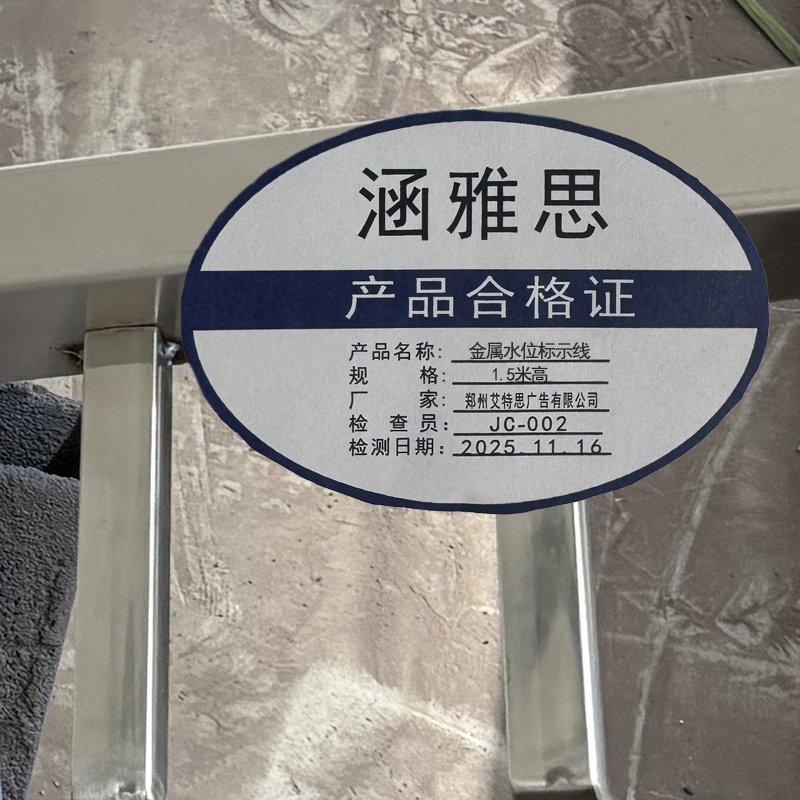 涵雅思
产品合格证
产品名称: 金属水位标示线
规 格: 1.5米高
厂 家: 郑州艾特思广告有限公司
检 查 员: JC-002
检测日期: 2025.11.16